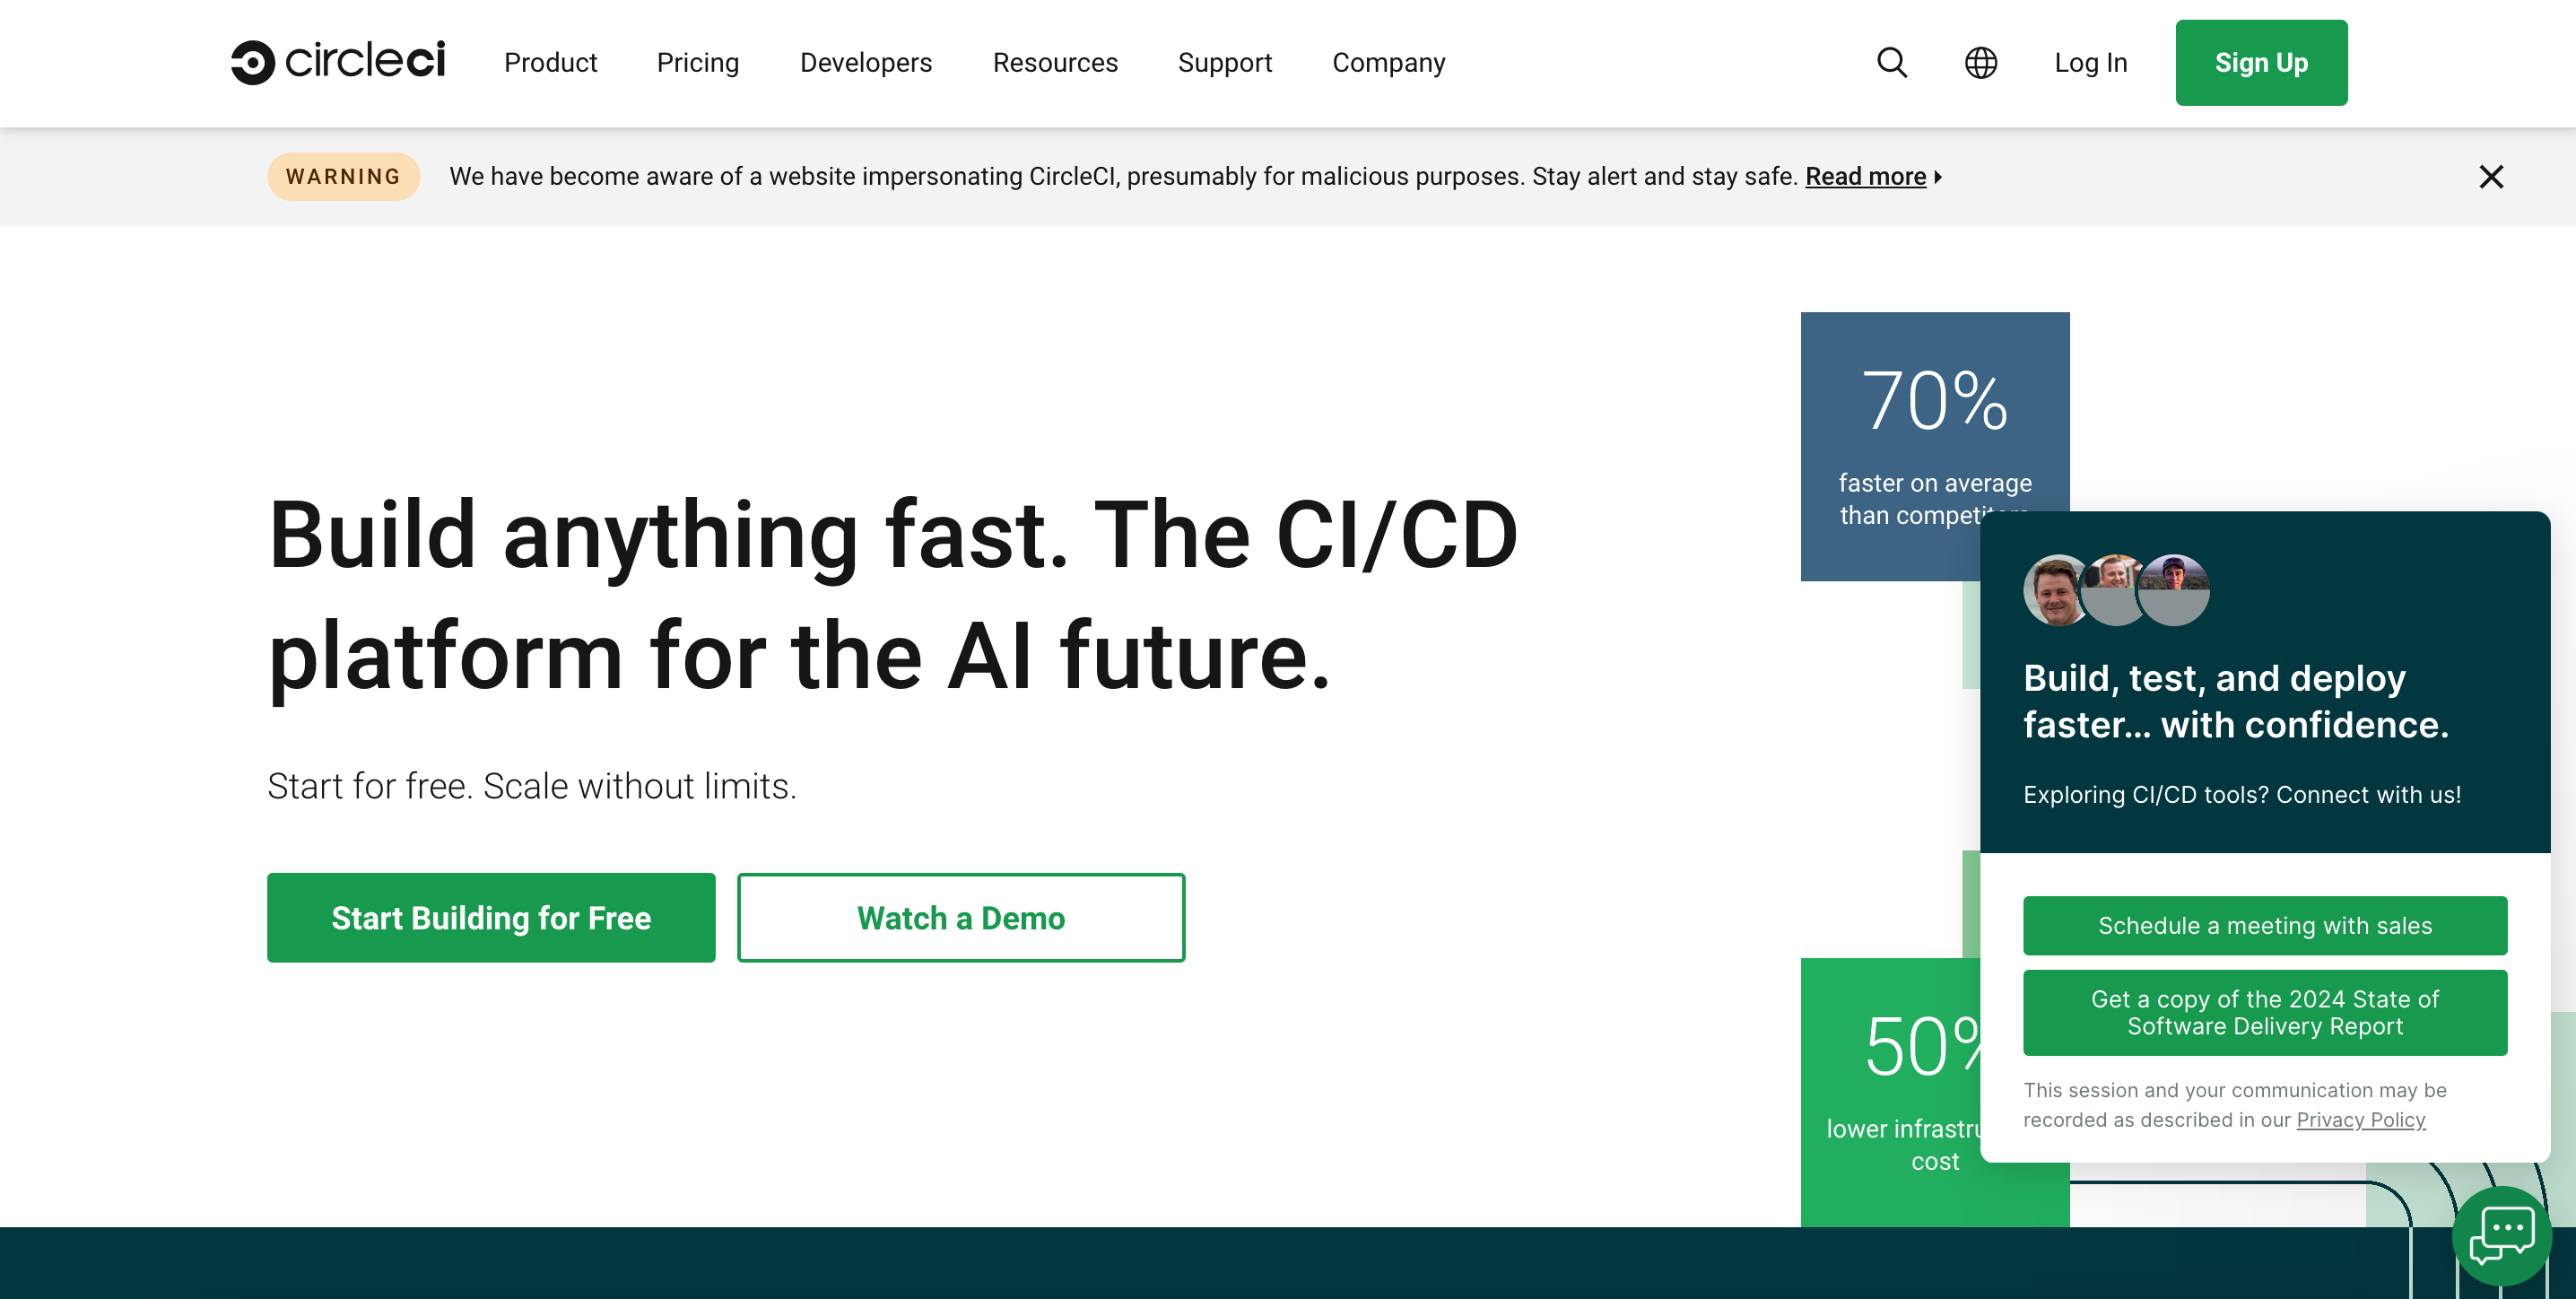 circleci
Product
Pricing
Developers
Resources
Support
Company
Log In
Sign Up
WARNING
We have become aware of a website impersonating CircleCI, presumably for malicious purposes. Stay alert and stay safe. Read more
Build anything fast. The CI/CD
platform for the AI future.
Start for free. Scale without limits.
Start Building for Free
Watch a Demo
70%
faster on average
than
50%
lower
cost
Build, test, and deploy
faster... with confidence.
Exploring CI/CD tools? Connect with us!
Schedule a meeting with sales
Get a copy of the 2024 State of
Software Delivery Report
This session and your communication may be
recorded as described in our Privacy Policy